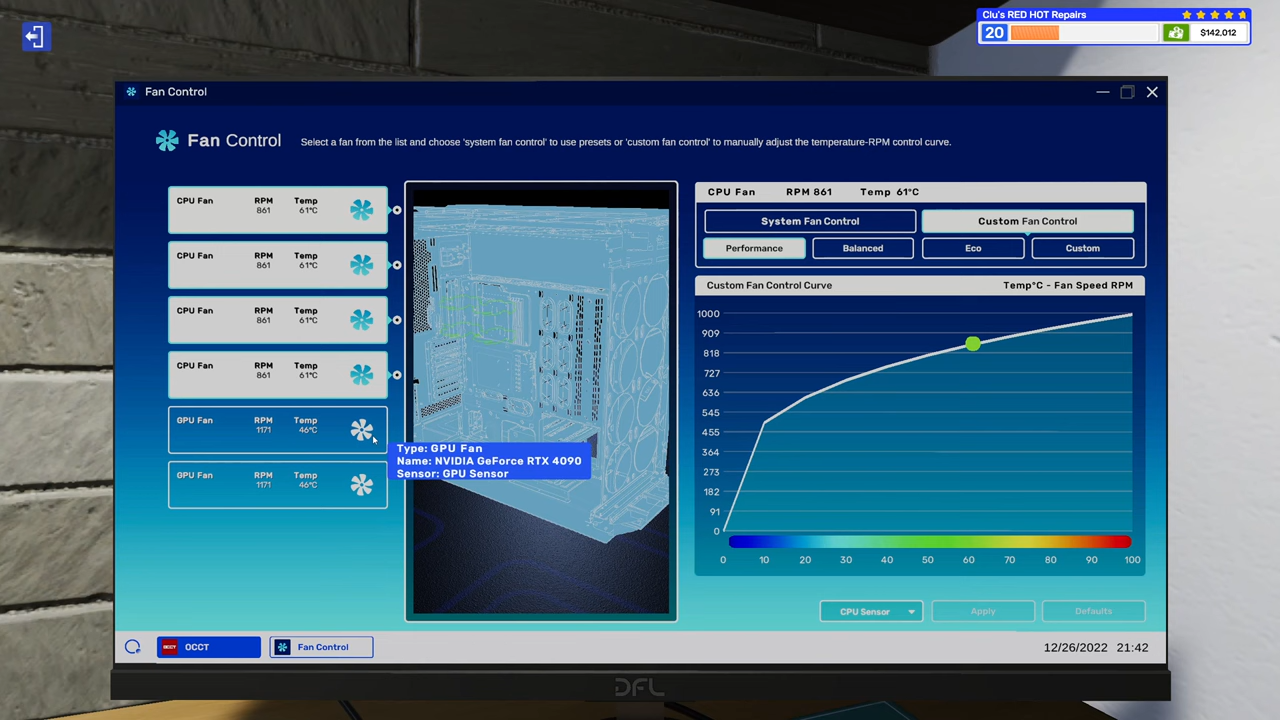 Clu's RED HOT Repairs
20
$142,012
Fan Control
Fan Control
Select a fan from the list and choose 'system fan control' to use presets or 'custom fan control' to manually adjust the temperature-RPM control curve.
CPU Fan RPM Temp
861 61°C
CPU Fan RPM Temp
861 61°C
CPU Fan RPM Temp
861 61°C
CPU Fan RPM Temp
861 61°C
GPU Fan RPM Temp
1171 46°C
GPU Fan RPM Temp
1171 46°C
Type: GPU Fan
Name: NVIDIA GeForce RTX 4090
Sensor: GPU Sensor
CPU Fan RPM 861 Temp 61°C
System Fan Control Custom Fan Control
Performance Balanced Eco Custom
Custom Fan Control Curve Temp°C - Fan Speed RPM
1000
909
818
727
636
545
455
364
273
182
91
0
0 10 20 30 40 50 60 70 80 90 100
CPU Sensor Apply Defaults
OCCT OCCT Fan Control 12/26/2022 21:42
DFL